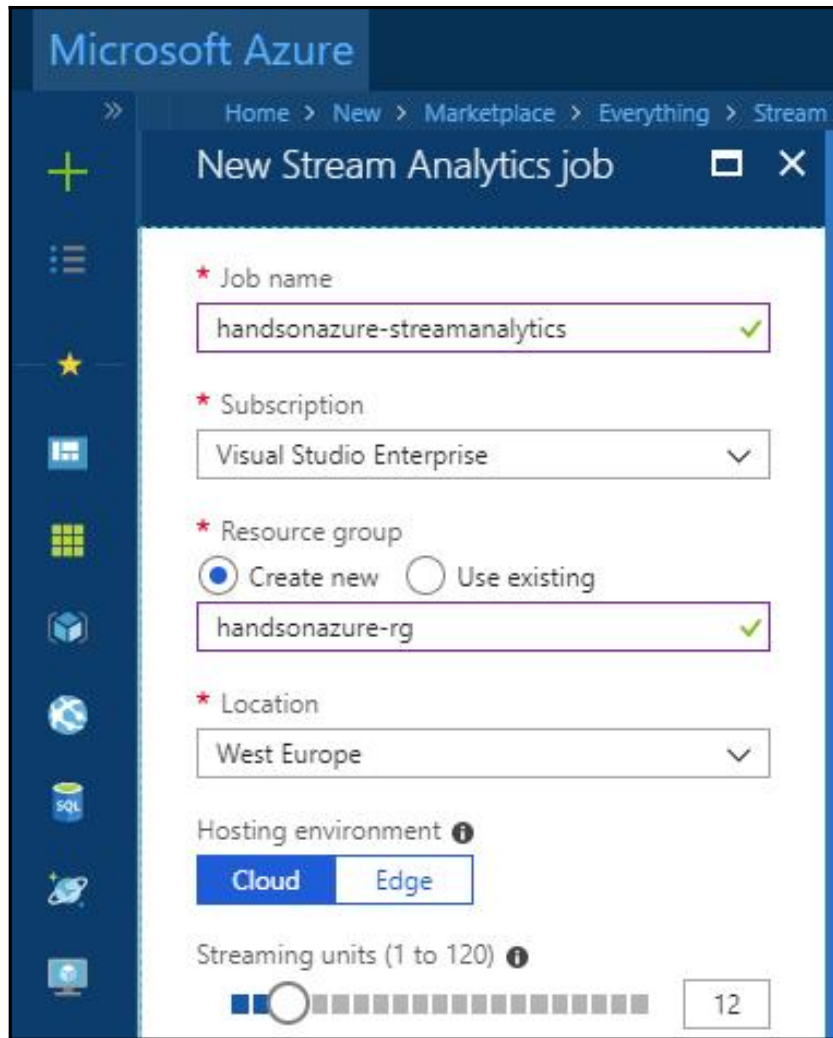 Microsoft Azure
Home > New > Marketplace > Everything > Stream
New Stream Analytics job
* Job name
handsonazure-streamanalytics
* Subscription
Visual Studio Enterprise
* Resource group
Create new Use existing
handsonazure-rg
* Location
West Europe
Hosting environment
Cloud Edge
Streaming units (1 to 120)
12
SQL